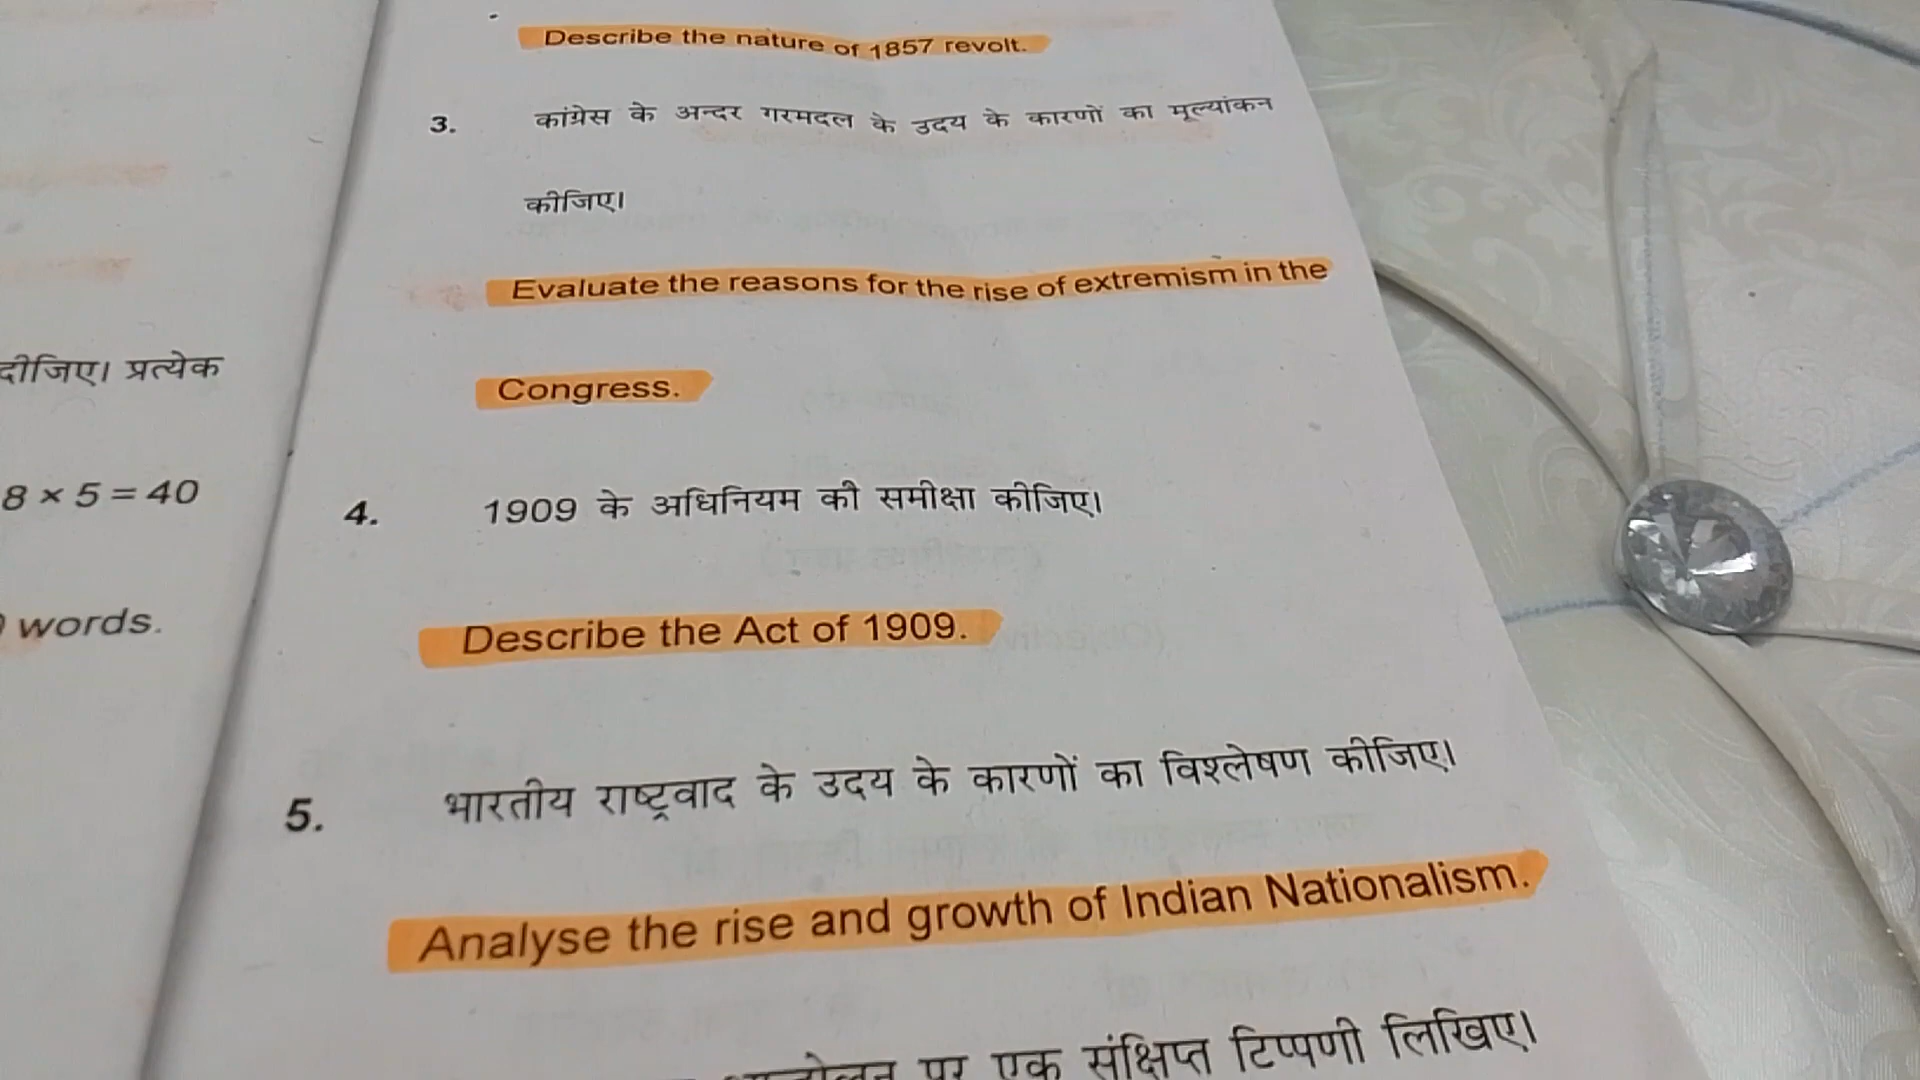 दीजिए। प्रत्येक
8 × 5 = 40
words.
Describe the nature of 1857 revolt.
3. कांग्रेस के अन्दर गरमदल के उदय के कारणों का मूल्यांकन
कीजिए।
Evaluate the reasons for the rise of extremism in the
Congress.
4. 1909 के अधिनियम की समीक्षा कीजिए।
Describe the Act of 1909.
5. भारतीय राष्ट्रवाद के उदय के कारणों का विश्लेषण कीजिए।
Analyse the rise and growth of Indian Nationalism.
पर एक संक्षिप्त टिप्पणी लिखिए।